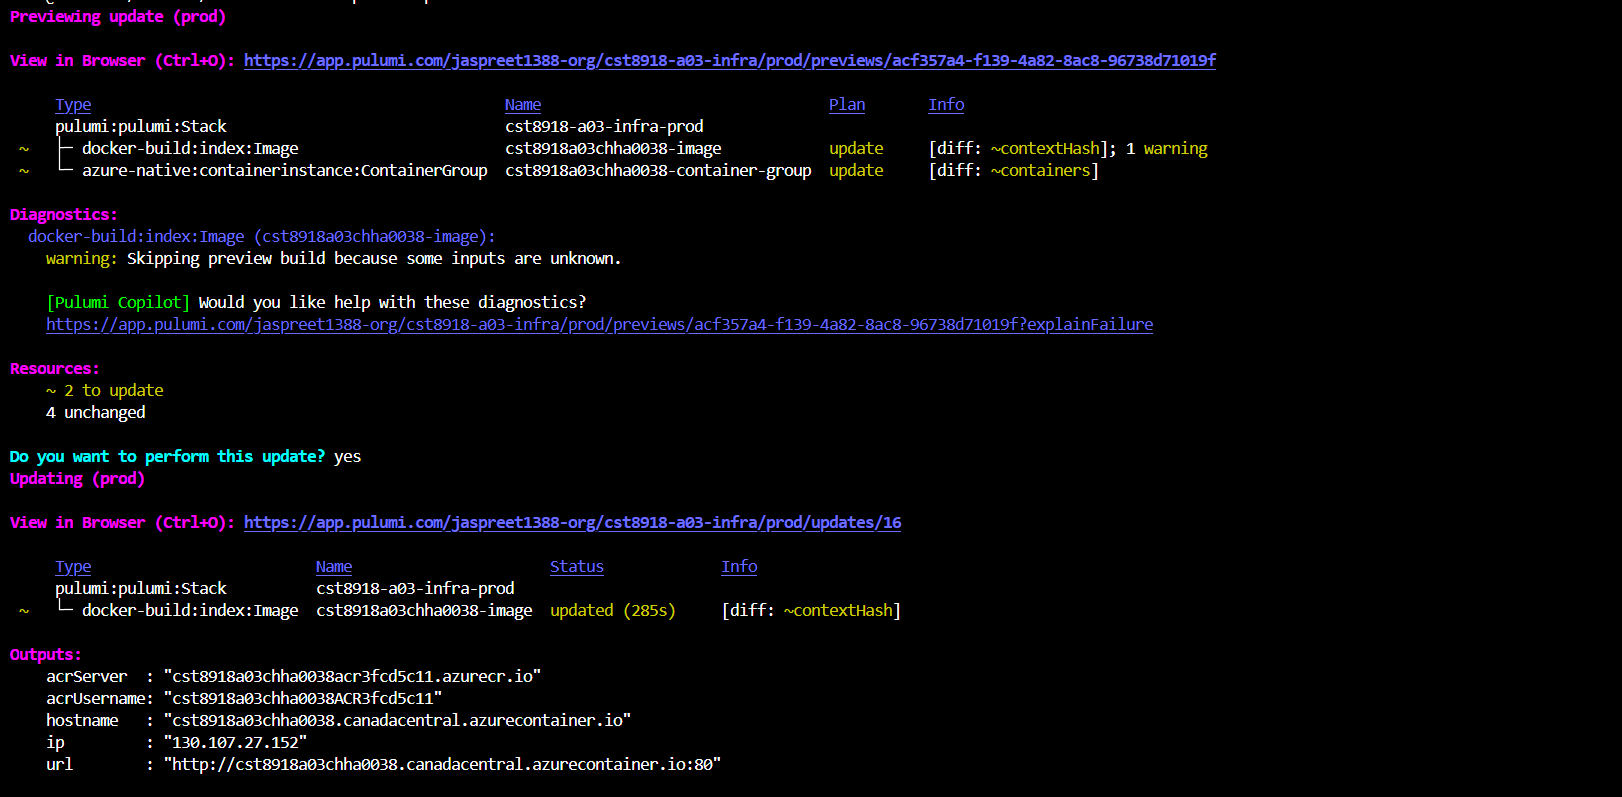 Previewing update (prod)
View in Browser (Ctrl+O): https://app.pulumi.com/jaspreet1388-org/cst8918-a03-infra/prod/previews/acf357a4-f139-4a82-8ac8-96738d71019f
Type Name Plan Info
pulumi:pulumi:Stack cst8918-a03-infra-prod
~ ├─ docker-build:index:Image cst8918a03chha0038-image update [diff: ~contextHash]; 1 warning
~ └─ azure-native:containerinstance:ContainerGroup cst8918a03chha0038-container-group update [diff: ~containers]
Diagnostics:
docker-build:index:Image (cst8918a03chha0038-image):
warning: Skipping preview build because some inputs are unknown.
[Pulumi Copilot] Would you like help with these diagnostics?
https://app.pulumi.com/jaspreet1388-org/cst8918-a03-infra/prod/previews/acf357a4-f139-4a82-8ac8-96738d71019f?explainFailure
Resources:
~ 2 to update
4 unchanged
Do you want to perform this update? yes
Updating (prod)
View in Browser (Ctrl+O): https://app.pulumi.com/jaspreet1388-org/cst8918-a03-infra/prod/updates/16
Type Name Status Info
pulumi:pulumi:Stack cst8918-a03-infra-prod
~ └─ docker-build:index:Image cst8918a03chha0038-image updated (285s) [diff: ~contextHash]
Outputs:
acrServer : "cst8918a03chha0038acr3fcd5c11.azurecr.io"
acrUsername: "cst8918a03chha0038ACR3fcd5c11"
hostname : "cst8918a03chha0038.canadacentral.azurecontainer.io"
ip : "130.107.27.152"
url : "http://cst8918a03chha0038.canadacentral.azurecontainer.io:80"